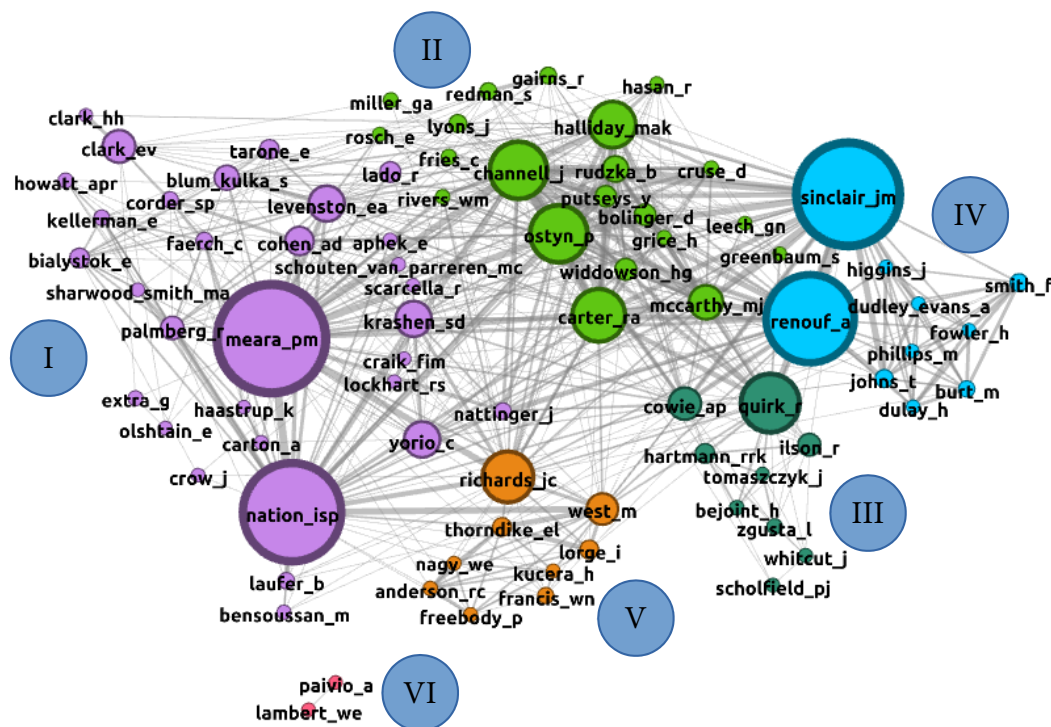 II
gairns_r
redman_s
hasan_r
miller_ga
clark_hh
lyons_j
halliday_mak
rosch_e
clark_ev
tarone_e
fries_c
channell_j
rudzka_b
cruse_d
howatt_apr
blum_kulka_s
lado_r
rivers_wm
putseys_y
sinclair_jm
IV
corder_sp
levenston_ea
bolinger_d
leech_gn
kellerman_e
faerch_c
cohen_ad
aphek_e
ostyn_p
grice_h
greenbaum_s
bialystok_e
schouten_van_parreren_mc
widdowson_hg
higgins_j
smith_f
sharwood_smith_ma
scarcella_r
mccarthy_mj
dudley_evans_a
palmberg_r
meara_pm
krashen_sd
carter_ra
renouf_a
fowler_h
I
craik_fim
phillips_m
lockhart_rs
johns_t
burt_m
extra_g
haastrup_k
nattinger_j
cowie_ap
quirk_r
dulay_h
olshtain_e
carton_a
yorio_c
hartmann_rrk
ilson_r
crow_j
richards_jc
tomaszczyk_j
nation_isp
west_m
bejoint_h
III
thorndike_el
zgusta_l
lorge_i
whitcut_j
laufer_b
nagy_we
kucera_h
scholfield_pj
bensoussan_m
anderson_rc
francis_wn
V
freebody_p
paivio_a
VI
lambert_we